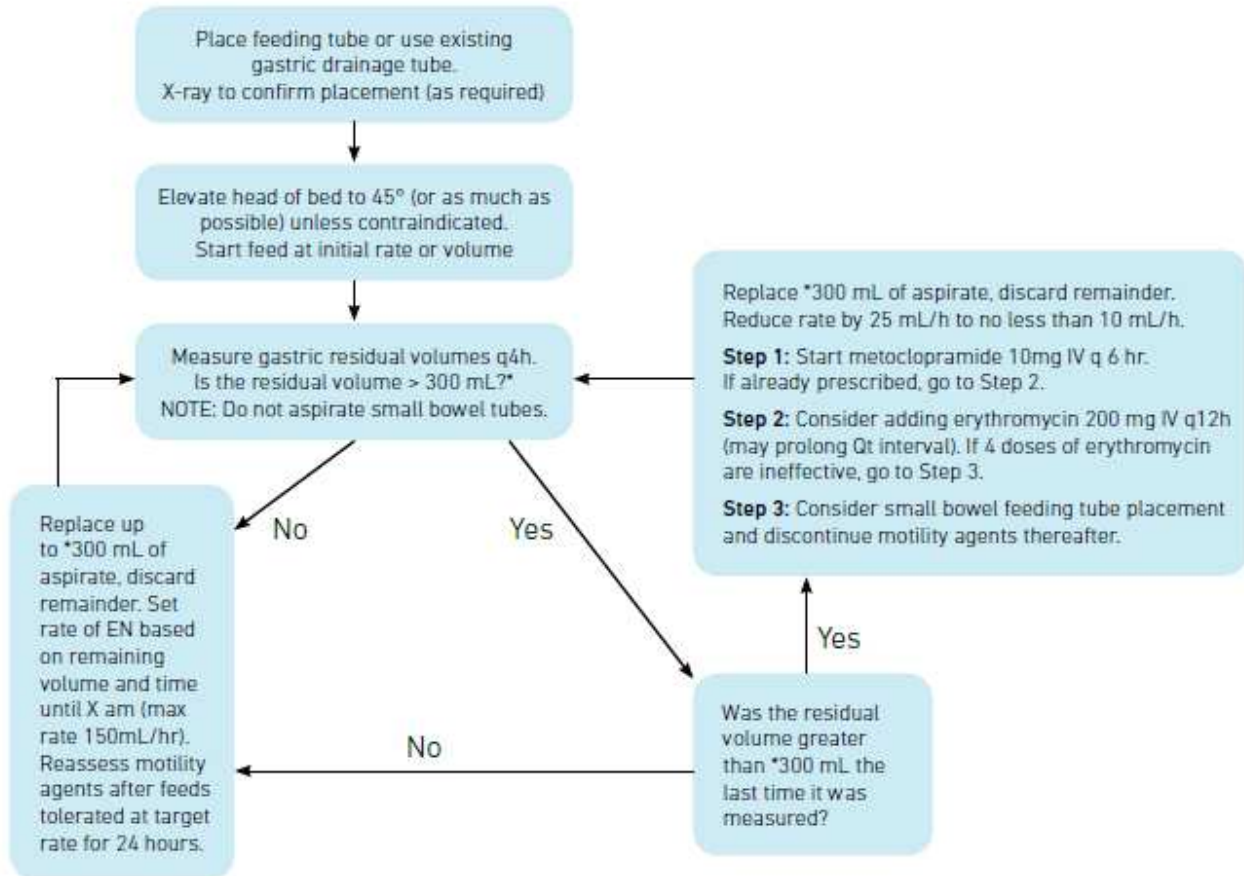 Place feeding tube or use existing
gastric drainage tube.
X-ray to confirm placement (as required)
Elevate head of bed to 45° (or as much as
possible) unless contraindicated.
Start feed at initial rate or volume
Measure gastric residual volumes q4h.
Is the residual volume > 300 mL?*
NOTE: Do not aspirate small bowel tubes.
No
Yes
Replace up
to *300 mL of
aspirate, discard
remainder. Set
rate of EN based
on remaining
volume and time
until X am (max
rate 150mL/hr).
Reassess motility
agents after feeds
tolerated at target
rate for 24 hours.
Was the residual
volume greater
than *300 mL the
last time it was
measured?
No
Yes
Replace *300 mL of aspirate, discard remainder.
Reduce rate by 25 mL/h to no less than 10 mL/h.
Step 1: Start metoclopramide 10mg IV q 6 hr.
If already prescribed, go to Step 2.
Step 2: Consider adding erythromycin 200 mg IV q12h
(may prolong Qt interval). If 4 doses of erythromycin
are ineffective, go to Step 3.
Step 3: Consider small bowel feeding tube placement
and discontinue motility agents thereafter.